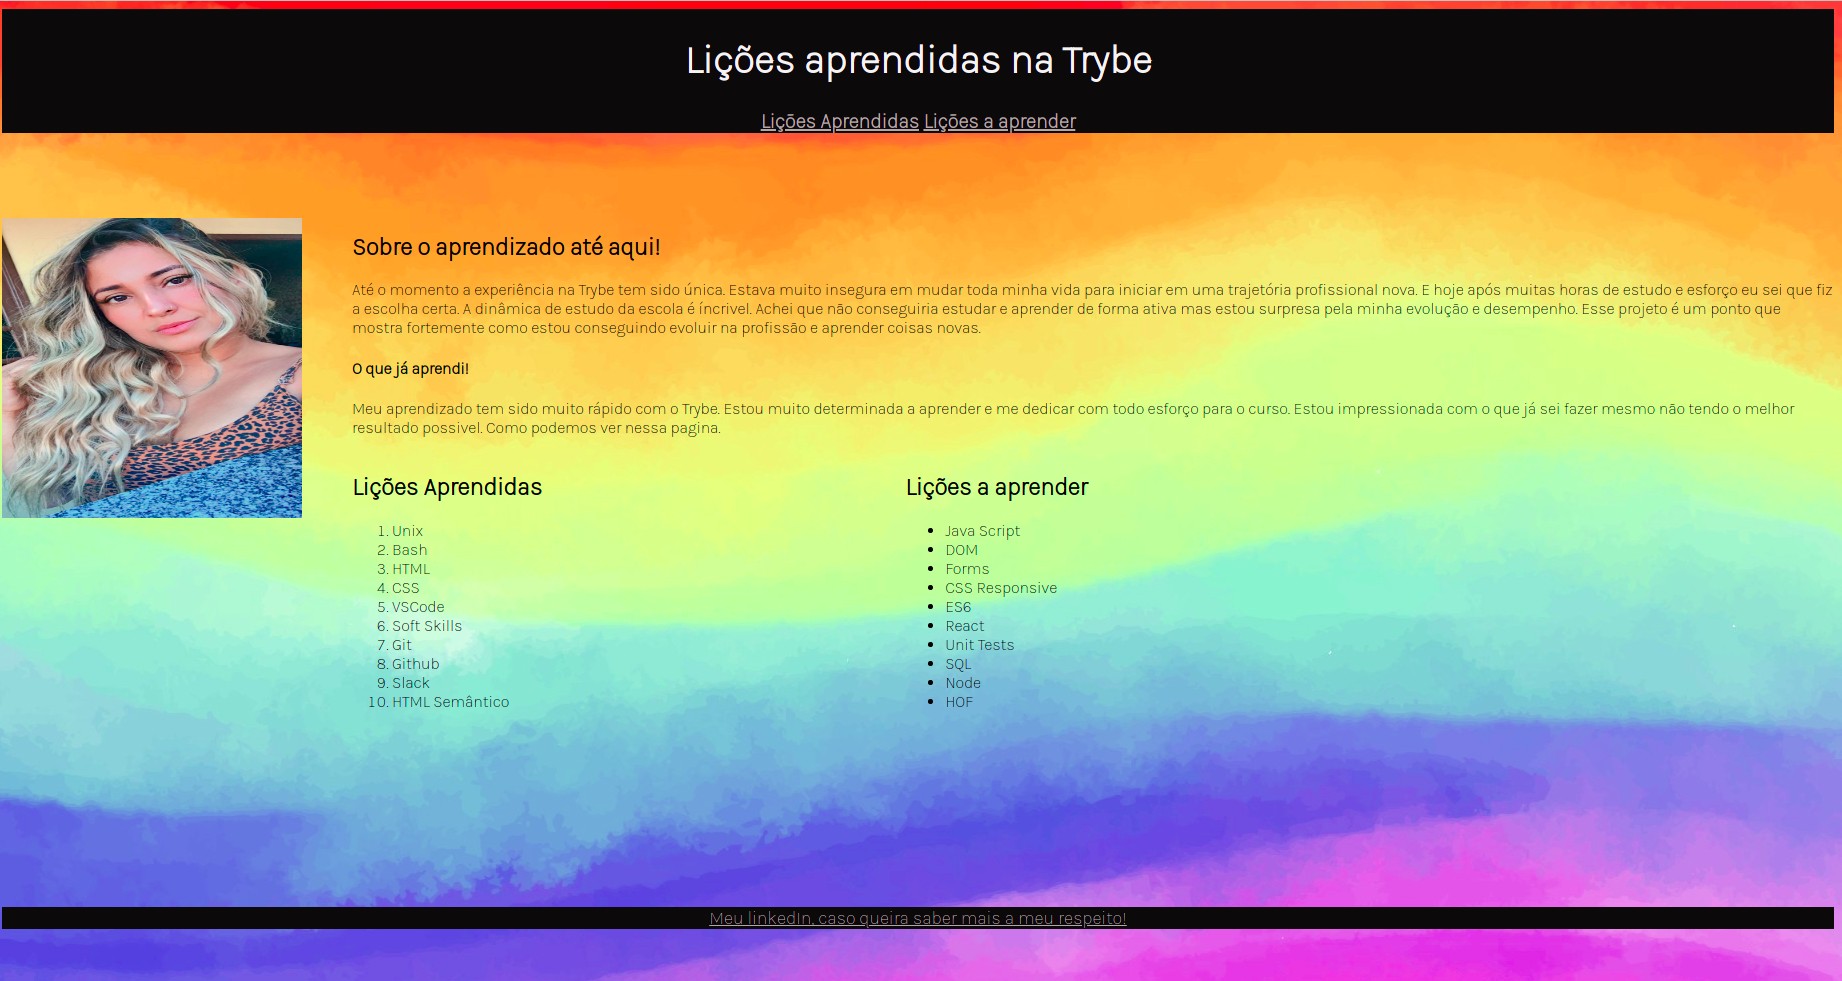 Lições aprendidas na Trybe
Lições Aprendidas Lições a aprender
Sobre o aprendizado até aqui!
Até o momento a experiência na Trybe tem sido única. Estava muito insegura em mudar toda minha vida para iniciar em uma trajetória profissional nova. E hoje após muitas horas de estudo e esforço eu sei que fiz
a escolha certa. A dinâmica de estudo da escola é íncrivel. Achei que não conseguiria estudar e aprender de forma ativa mas estou surpresa pela minha evolução e desempenho. Esse projeto é um ponto que
mostra fortemente como estou conseguindo evoluir na profissão e aprender coisas novas.
O que já aprendi!
Meu aprendizado tem sido muito rápido com o Trybe. Estou muito determinada a aprender e me dedicar com todo esforço para o curso. Estou impressionada com o que já sei fazer mesmo não tendo o melhor
resultado possivel. Como podemos ver nessa pagina.
Lições Aprendidas
1. Unix
2. Bash
3. HTML
4. CSS
5. VSCode
6. Soft Skills
7. Git
8. Github
9. Slack
10. HTML Semântico
Lições a aprender
• Java Script
• DOM
• Forms
• CSS Responsive
• ES6
• React
• Unit Tests
• SQL
• Node
• HOF
Meu linkedIn, caso queira saber mais a meu respeito!